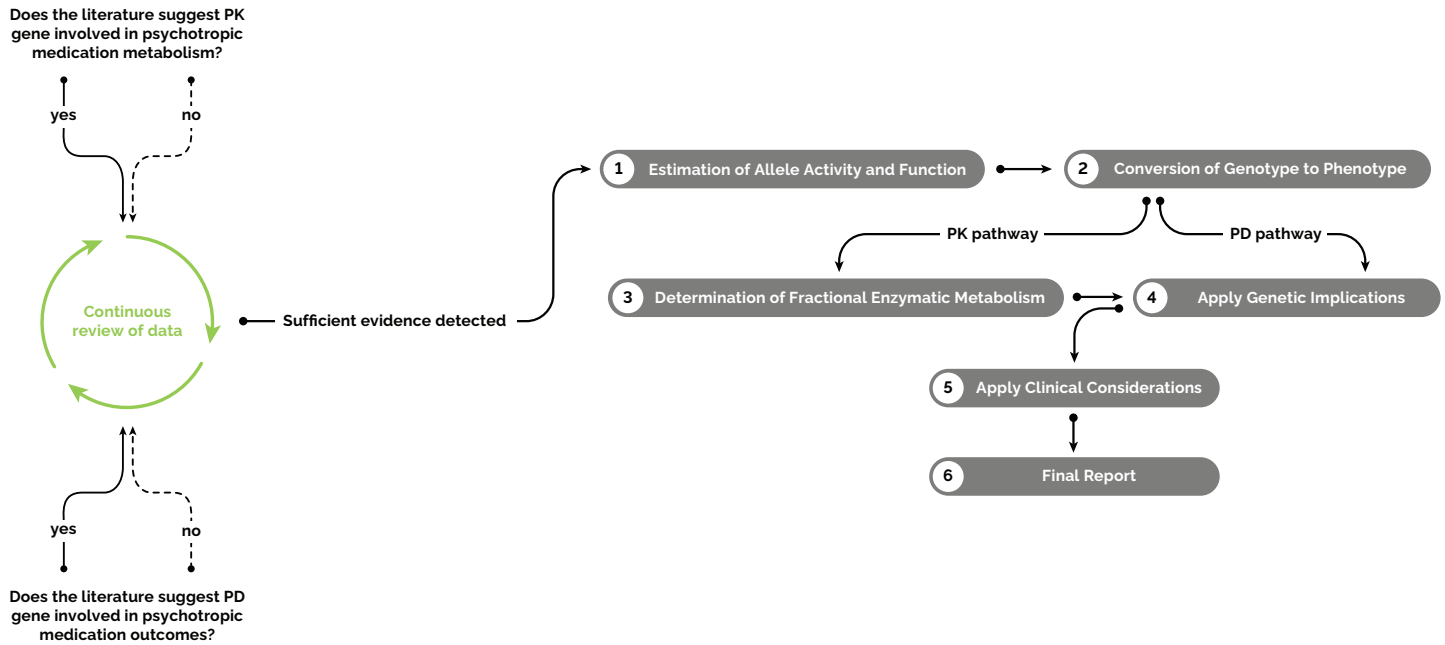 Does the literature suggest PK
gene involved in psychotropic
medication metabolism?
yes
no
Continuous
review of data
Sufficient evidence detected
yes
no
Does the literature suggest PD
gene involved in psychotropic
medication outcomes?
1 Estimation of Allele Activity and Function
2 Conversion of Genotype to Phenotype
PK pathway
PD pathway
3 Determination of Fractional Enzymatic Metabolism
4 Apply Genetic Implications
5 Apply Clinical Considerations
6 Final Report